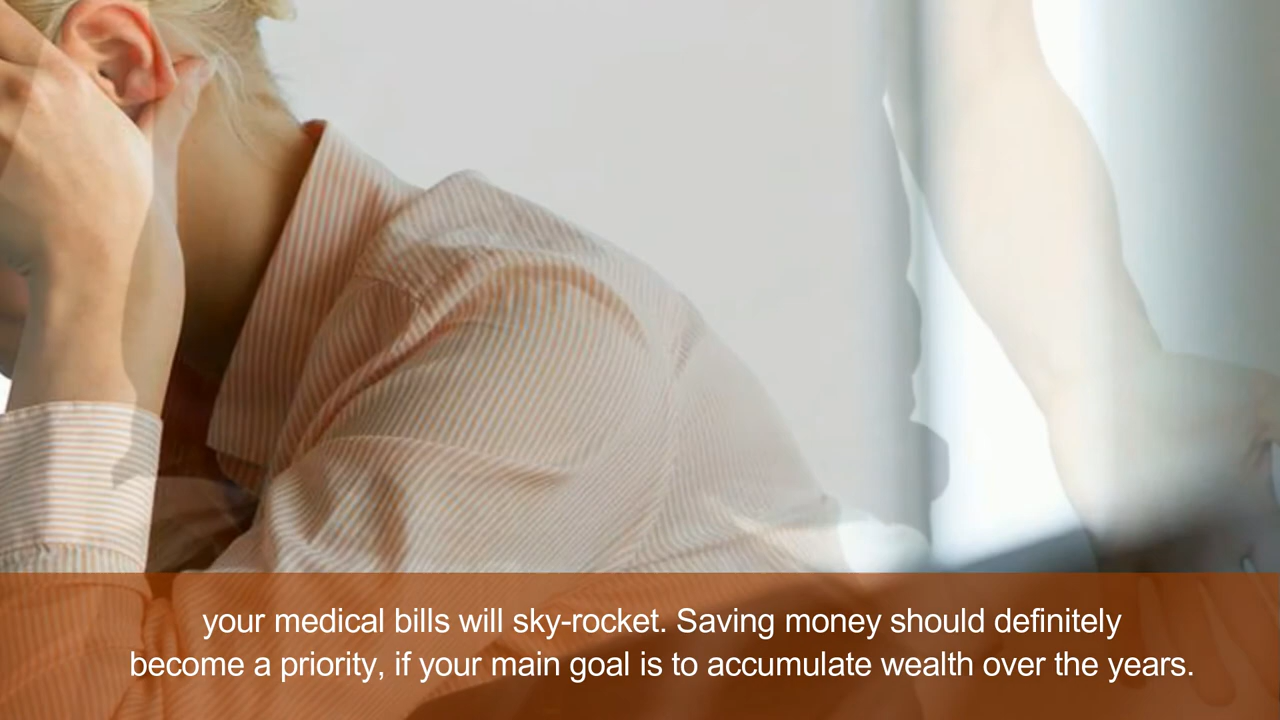 your medical bills will sky-rocket. Saving money should definitely
become a priority, if your main goal is to accumulate wealth over the years.